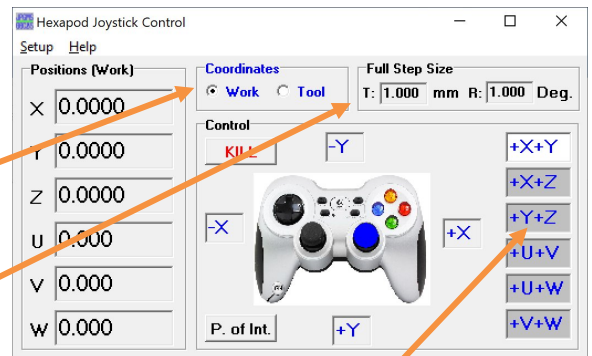 Hexapod Joystick Control
Setup Help
Positions (Work)
X 0.0000
Y 0.0000
Z 0.0000
U 0.000
V 0.000
W 0.000
Coordinates
Work Tool
Full Step Size
T: 1.000 mm R: 1.000 Deg.
Control
KILL
-Y
-X
+X
P. of Int.
+Y
+X+Y
+X+Z
+Y+Z
+U+V
+U+W
+V+W